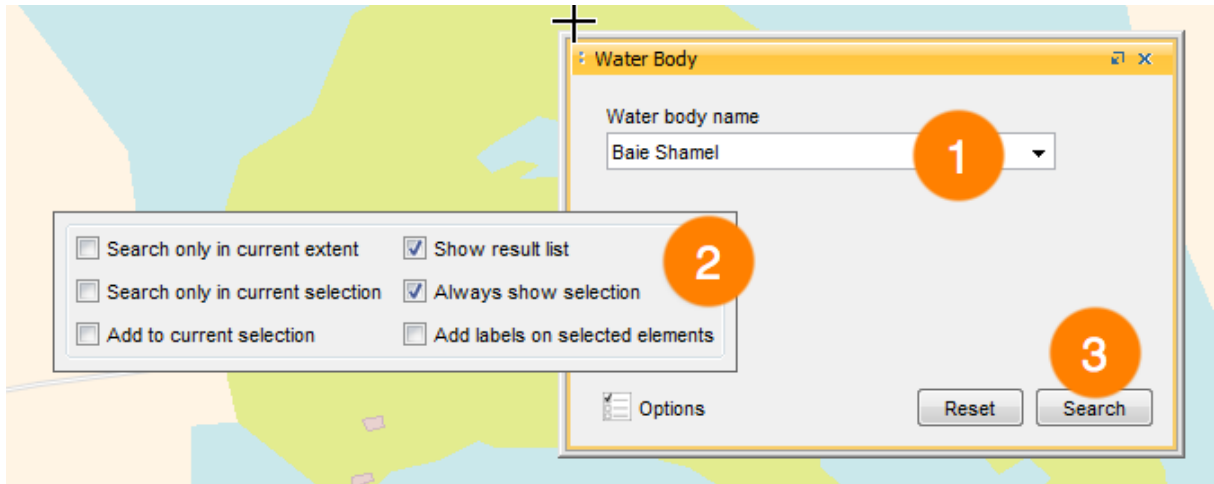 Water Body
Water body name
Baie Shamel
1
Search only in current extent
Show result list
2
Search only in current selection
Always show selection
Add to current selection
Add labels on selected elements
3
Options
Reset
Search